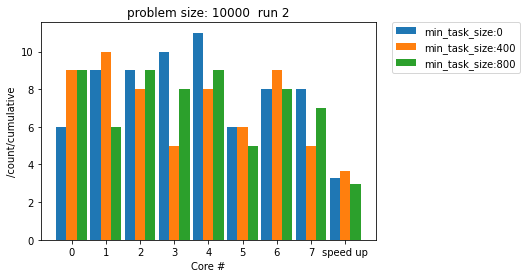 problem size: 10000  run 2
min_task_size:0
min_task_size:400
min_task_size:800
/count/cumulative
10
8
6
4
2
0
0 1 2 3 4 5 6 7 speed up
Core #